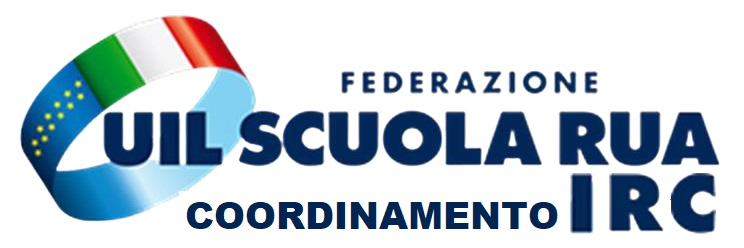 FEDERAZIONE
UIL SCUOLA RUA
COORDINAMENTO IRC